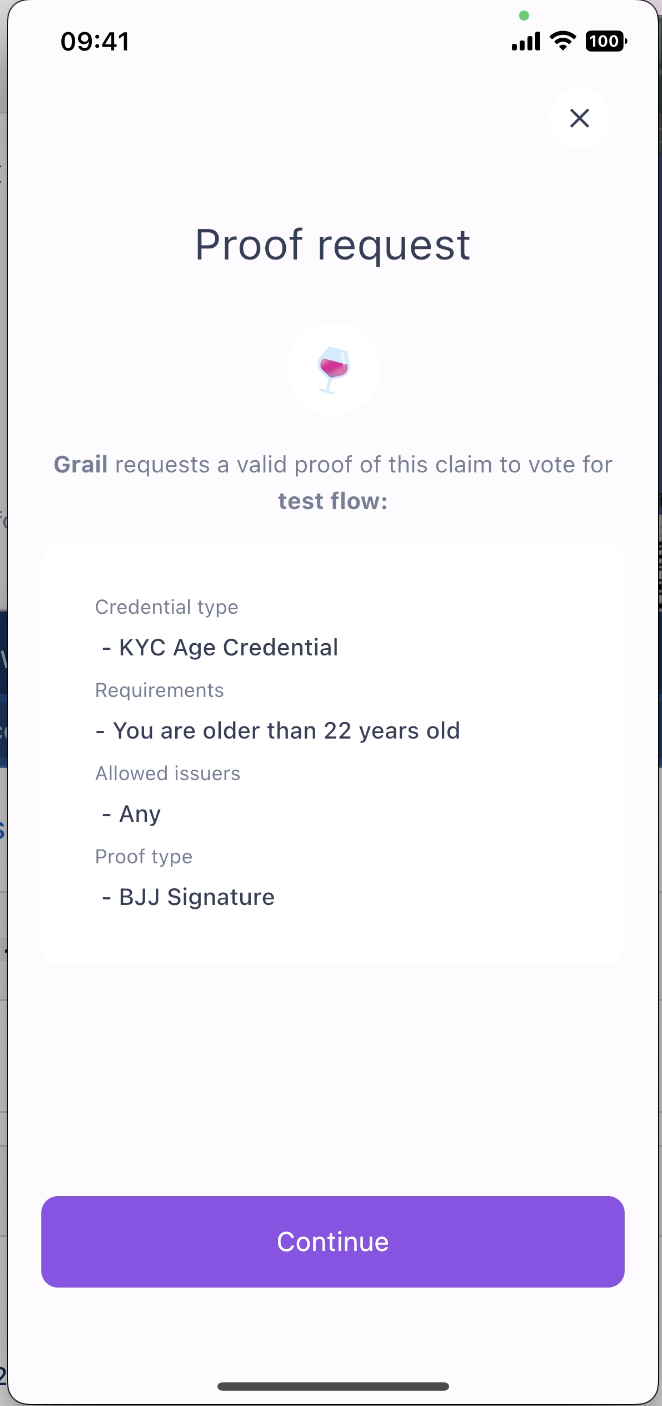 09:41
100
Proof request
Grail requests a valid proof of this claim to vote for
test flow:
Credential type
- KYC Age Credential
Requirements
- You are older than 22 years old
Allowed issuers
- Any
Proof type
- BJJ Signature
Continue